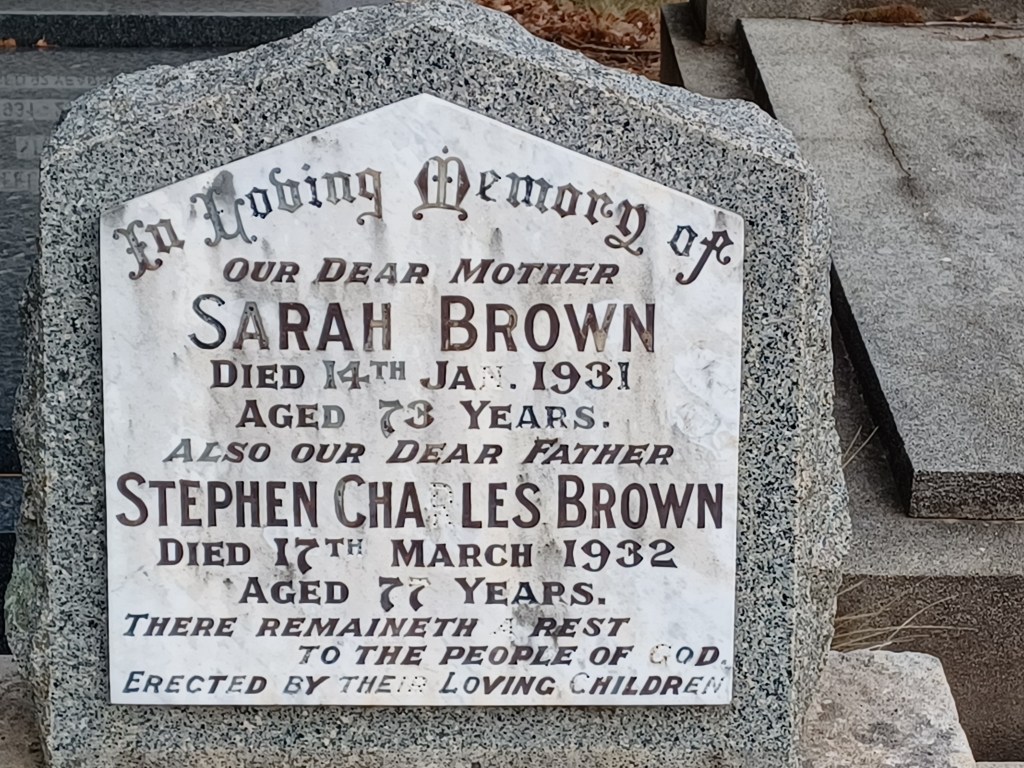 In Loving Memory of
OUR DEAR MOTHER
SARAH BROWN
DIED 14TH JAN. 1931
AGED 73 YEARS.
ALSO OUR DEAR FATHER
STEPHEN CHARLES BROWN
DIED 17TH MARCH 1932
AGED 77 YEARS.
THERE REMAINETH A REST
TO THE PEOPLE OF GOD.
ERECTED BY THEIR LOVING CHILDREN